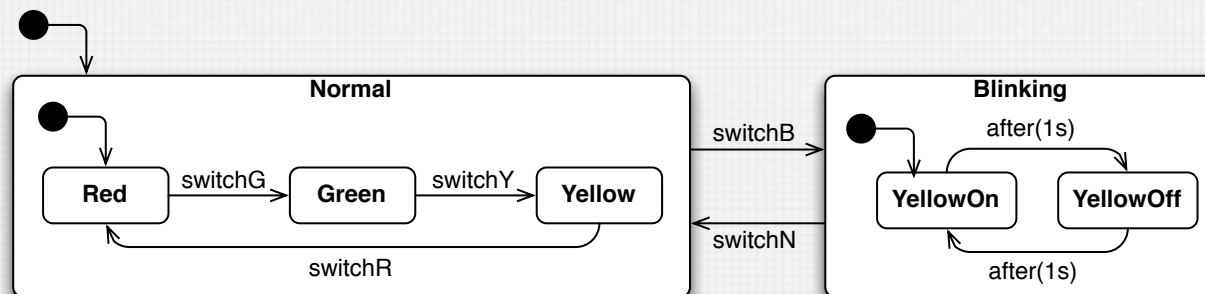 Normal
Blinking
switchB
after(1s)
switchG
switchY
Red
Green
Yellow
YellowOn
YellowOff
switchN
switchR
after(1s)